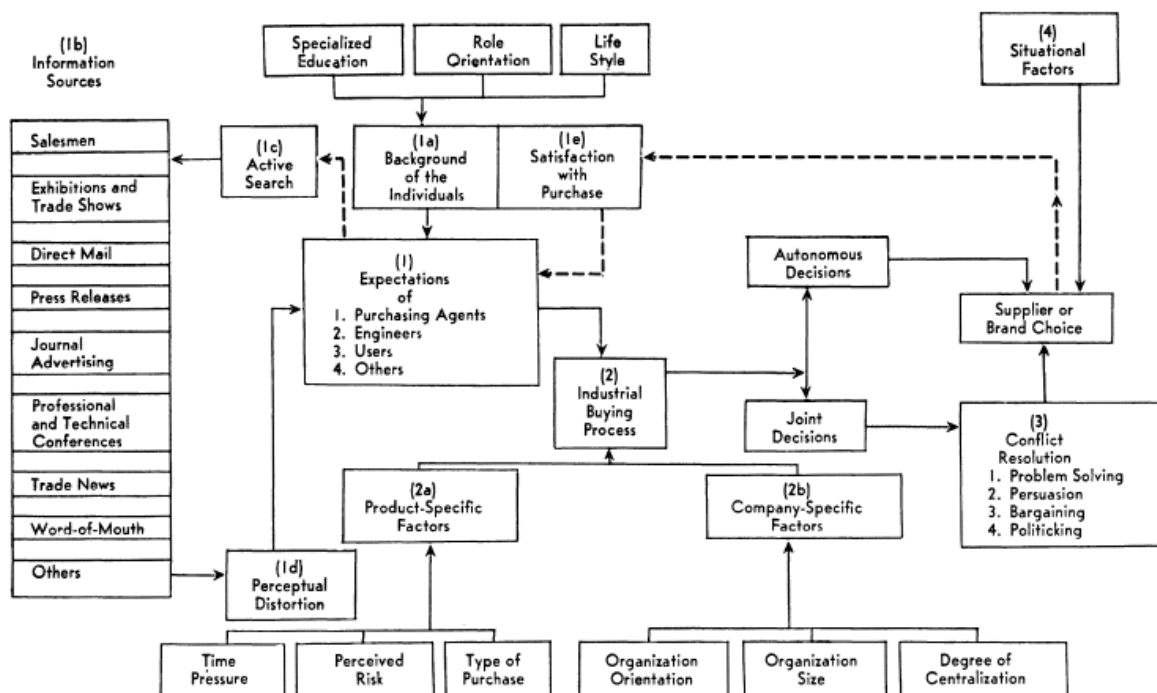 (1b)
Information
Sources
Specialized
Education
Role
Orientation
Life
Style
(4)
Situational
Factors
Salesmen
Exhibitions and
Trade Shows
Direct Mail
Press Releases
Journal
Advertising
Professional
and Technical
Conferences
Trade News
Word-of-Mouth
Others
(1c)
Active
Search
(1a)
Background
of the
Individuals
(1e)
Satisfaction
with
Purchase
(1)
Expectations
of
1. Purchasing Agents
2. Engineers
3. Users
4. Others
Autonomous
Decisions
Supplier or
Brand Choice
(2)
Industrial
Buying
Process
Joint
Decisions
(3)
Conflict
Resolution
1. Problem Solving
2. Persuasion
3. Bargaining
4. Politicking
(2a)
Product-Specific
Factors
(2b)
Company-Specific
Factors
(1d)
Perceptual
Distortion
Time
Pressure
Perceived
Risk
Type of
Purchase
Organization
Orientation
Organization
Size
Degree of
Centralization